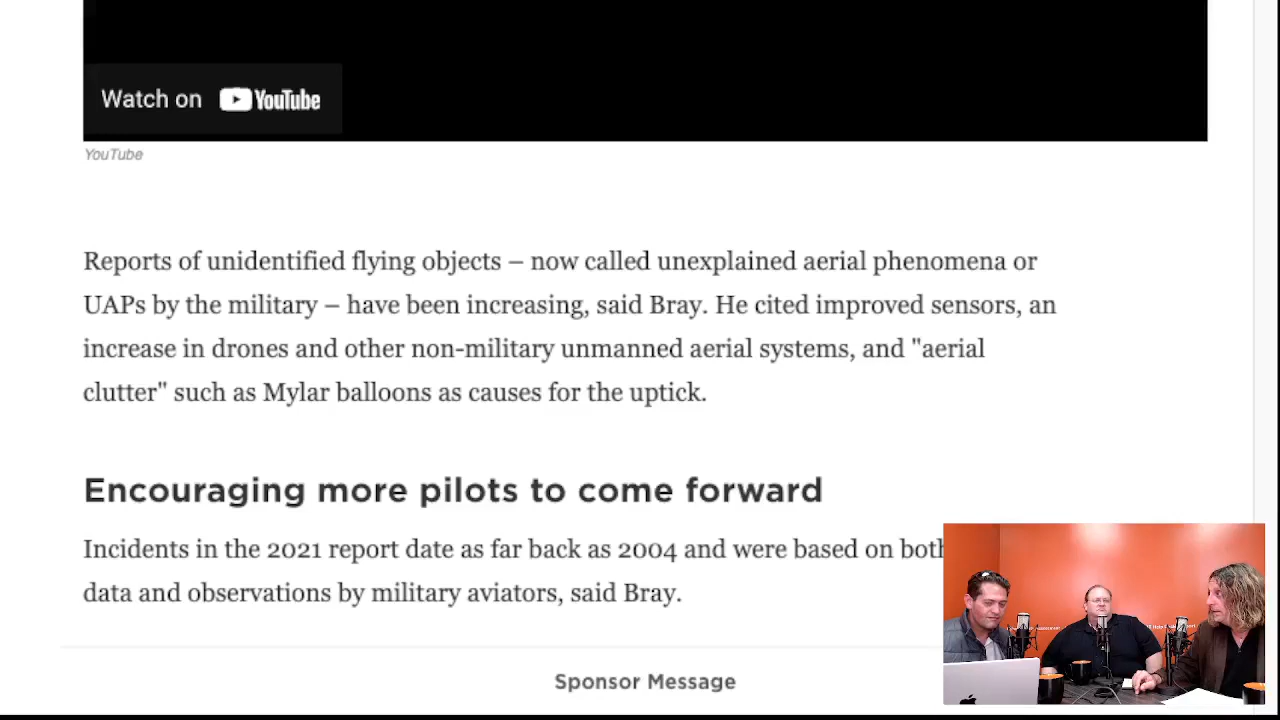 Watch on YouTube
YouTube
Reports of unidentified flying objects – now called unexplained aerial phenomena or
UAPs by the military – have been increasing, said Bray. He cited improved sensors, an
increase in drones and other non-military unmanned aerial systems, and "aerial
clutter" such as Mylar balloons as causes for the uptick.
Encouraging more pilots to come forward
Incidents in the 2021 report date as far back as 2004 and were based on both
data and observations by military aviators, said Bray.
Sponsor Message